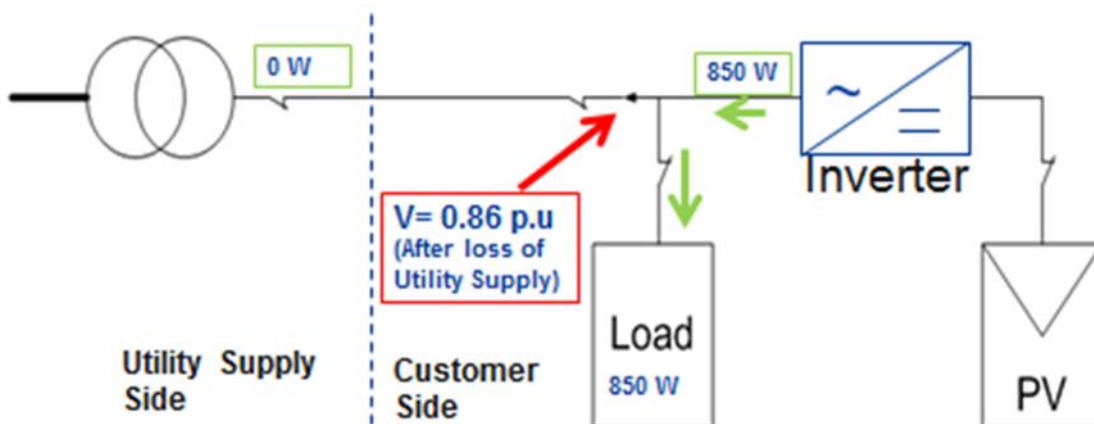 0 W
850 W
~
Inverter
V= 0.86 p.u
(After loss of
Utility Supply)
Load
850 W
PV
Utility Supply
Side
Customer
Side